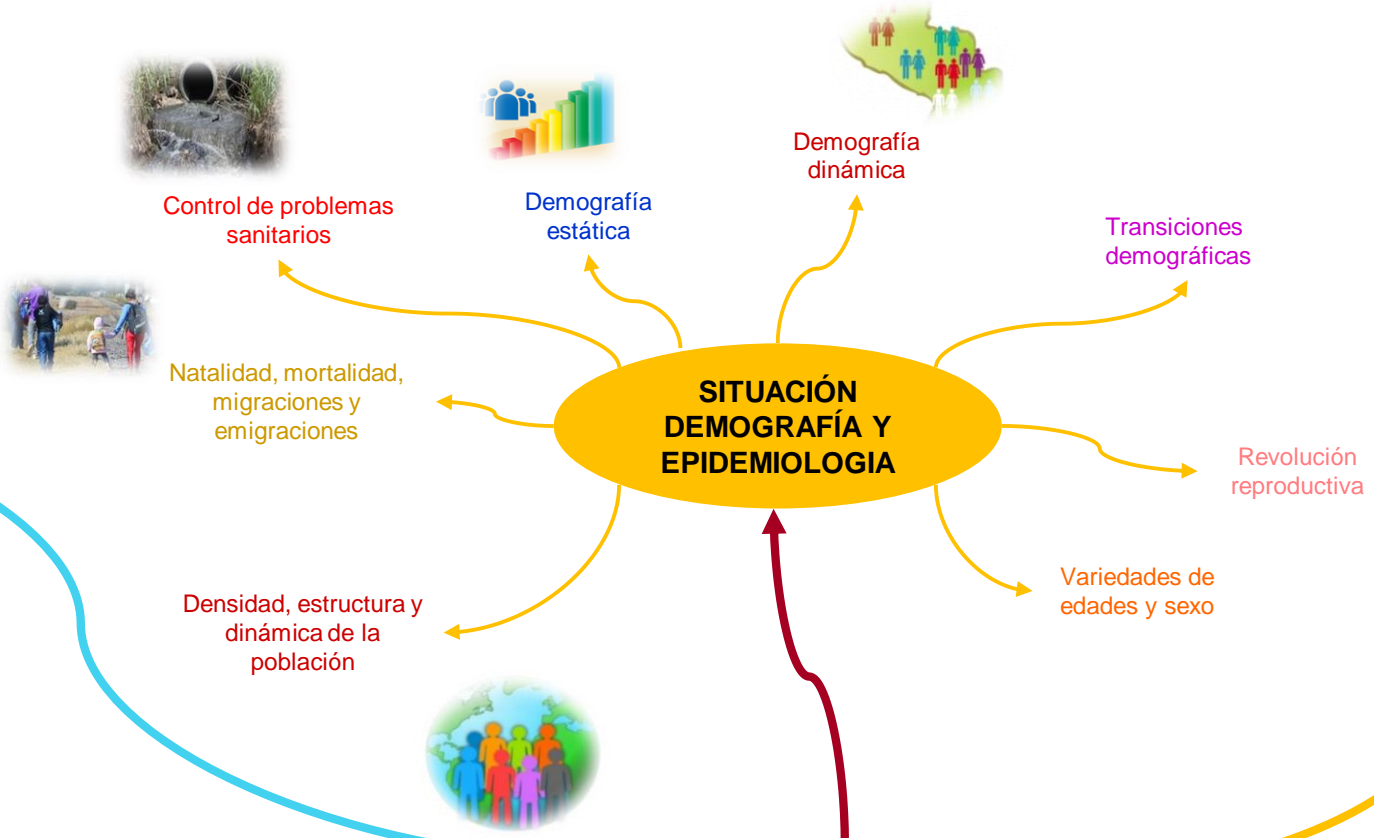 Demografía
dinámica
Control de problemas
sanitarios
Demografía
estática
Transiciones
demográficas
Natalidad, mortalidad,
migraciones y
emigraciones
SITUACIÓN
DEMOGRAFÍA Y
EPIDEMIOLOGIA
Revolución
reproductiva
Variedades de
edades y sexo
Densidad, estructura y
dinámica de la
población